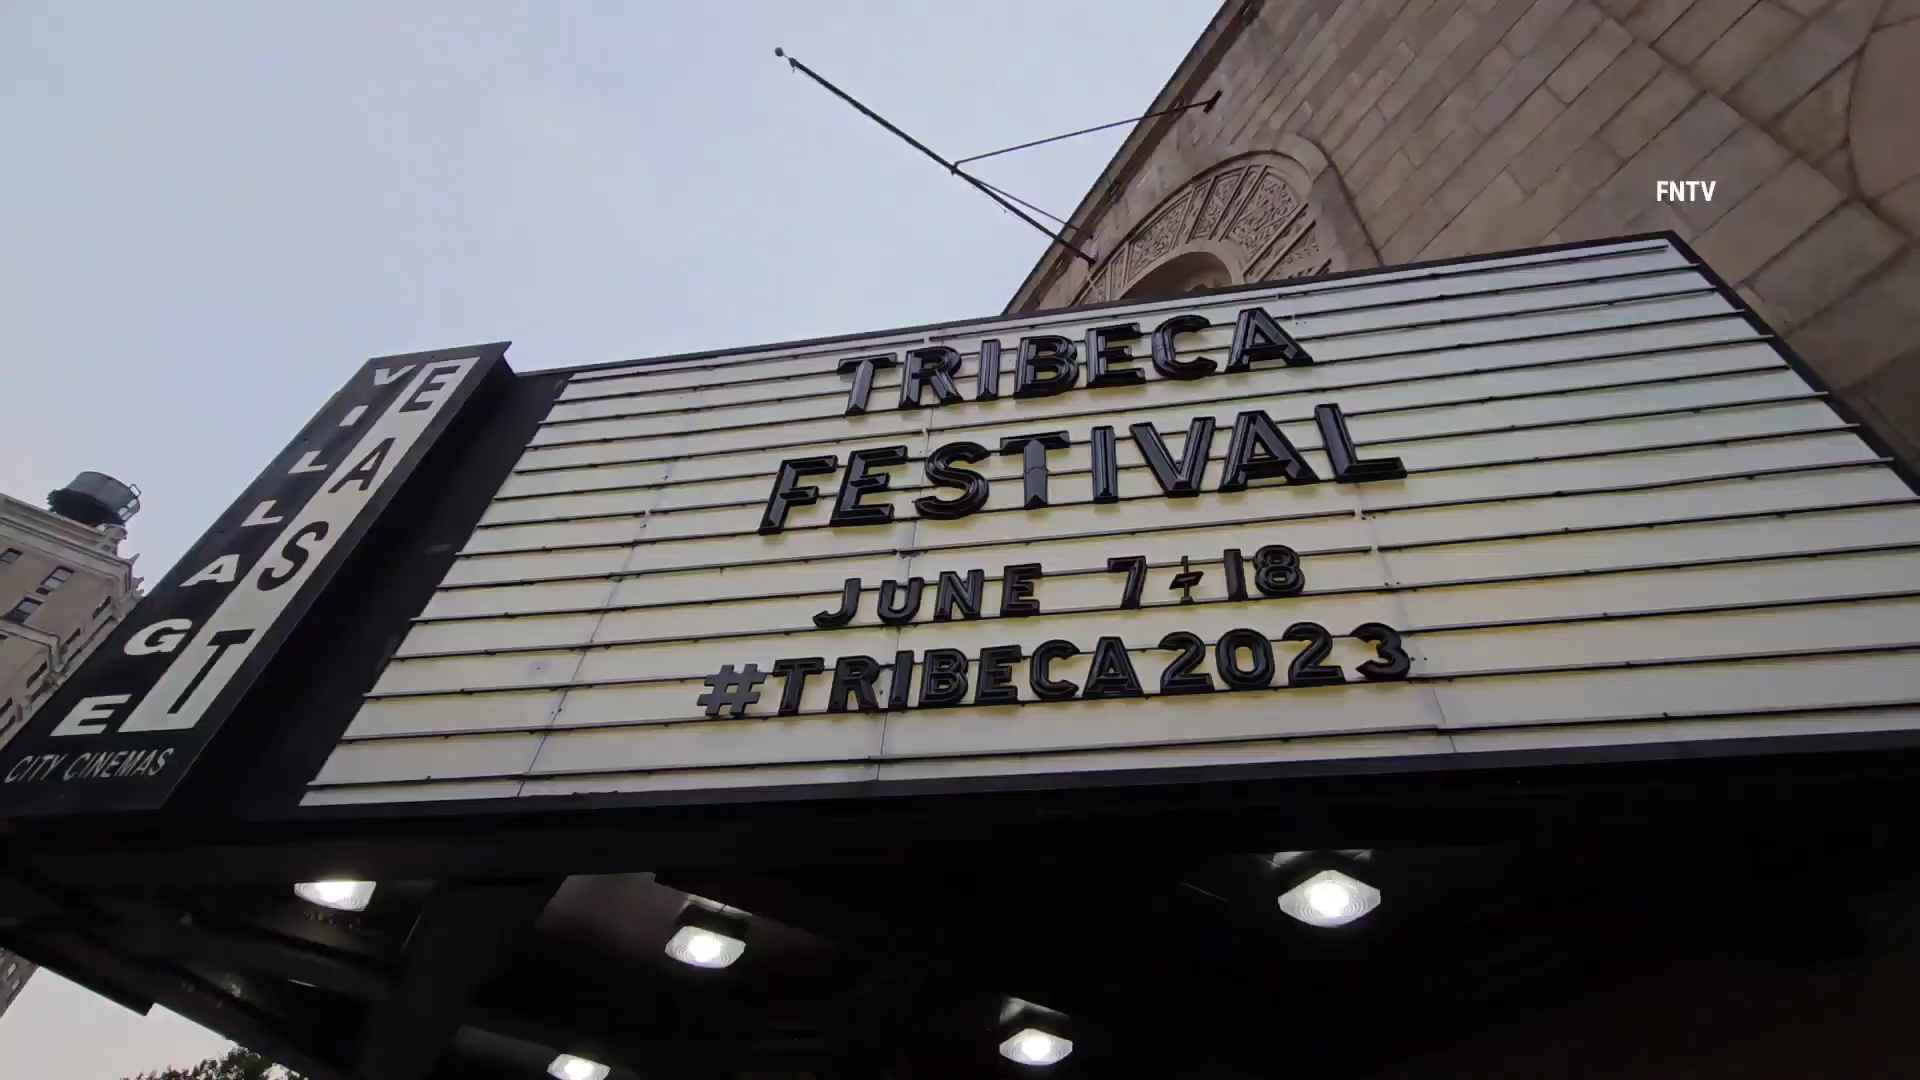 FNTV
TRIBECA
FESTIVAL
JUNE 7-18
#TRIBECA2023
VILLAGE
EAST
CITY CINEMAS